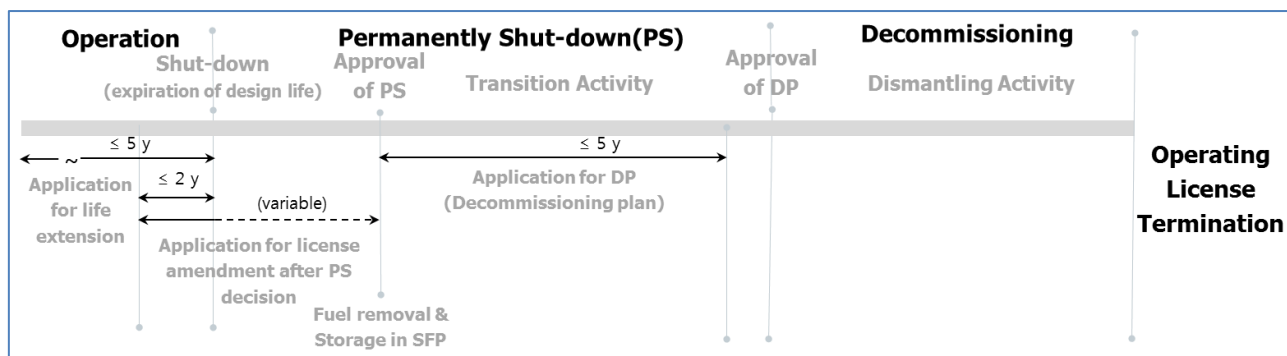 Operation
Permanently Shut-down(PS)
Decommissioning
Shut-down
(expiration of design life)
Approval
of PS
Transition Activity
Approval
of DP
Dismantling Activity
≤ 5 y
~
Application
for life
extension
≤ 2 y
(variable)
Application for license
amendment after PS
decision
Fuel removal &
Storage in SFP
≤ 5 y
Application for DP
(Decommissioning plan)
Operating
License
Termination